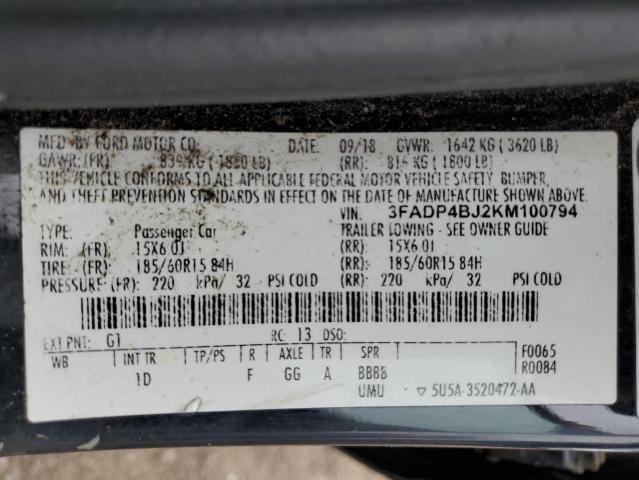 MFD. BY FORD MOTOR CO. DATE: 09/18 GVWR: 1642 KG ( 3620 LB)
GAWR:(FR) 839 KG ( 1850 LB) (RR): 816 KG ( 1800 LB)
THIS VEHICLE CONFORMS TO ALL APPLICABLE FEDERAL MOTOR VEHICLE SAFETY, BUMPER,
AND THEFT PREVENTION STANDARDS IN EFFECT ON THE DATE OF MANUFACTURE SHOWN ABOVE.
VIN: 3FADP4BJ2KM100794
TYPE: Passenger Car TRAILER TOWING - SEE OWNER GUIDE
RIM: (FR) 15X6.0J (RR): 15X6.0J
TIRE: (FR) 185/60R15 84H (RR): 185/60R15 84H
PRESSURE:(FR) 220 kPa/ 32 PSI COLD (RR): 220 kPa/ 32 PSI COLD
EXT PNT: G1 RC: 13 DSO:
WB INT TR TP/PS R AXLE TR SPR F0065
1D F GG A BBBB R0084
UMU ▽ 5U5A-3520472-AA